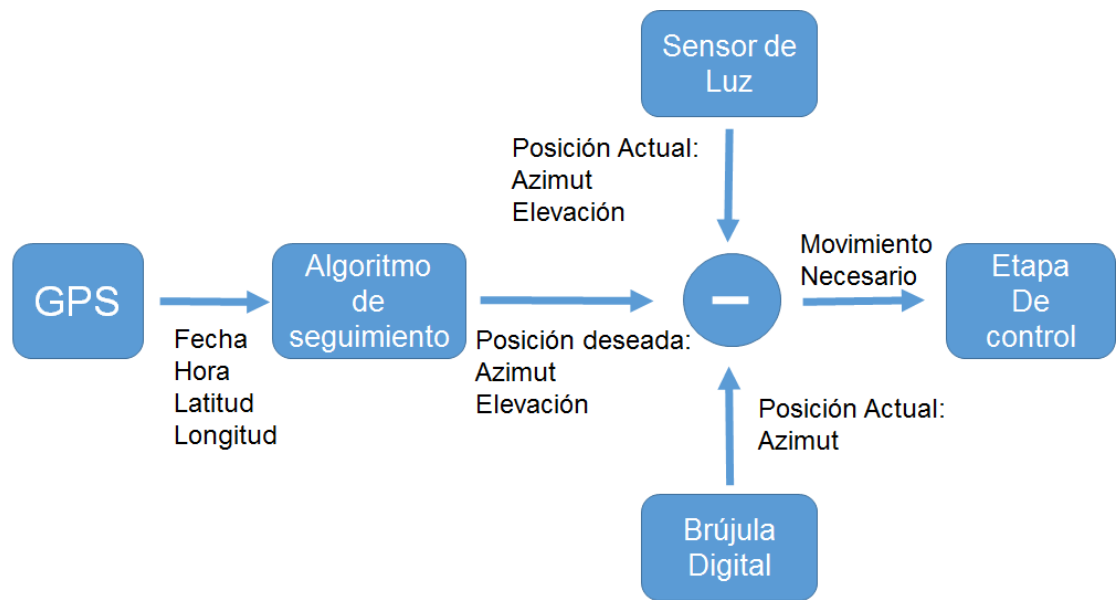 Sensor de
Luz
Posición Actual:
Azimut
Elevación
GPS
Fecha
Hora
Latitud
Longitud
Algoritmo
de
seguimiento
Posición deseada:
Azimut
Elevación
−
Movimiento
Necesario
Etapa
De
control
Posición Actual:
Azimut
Brújula
Digital